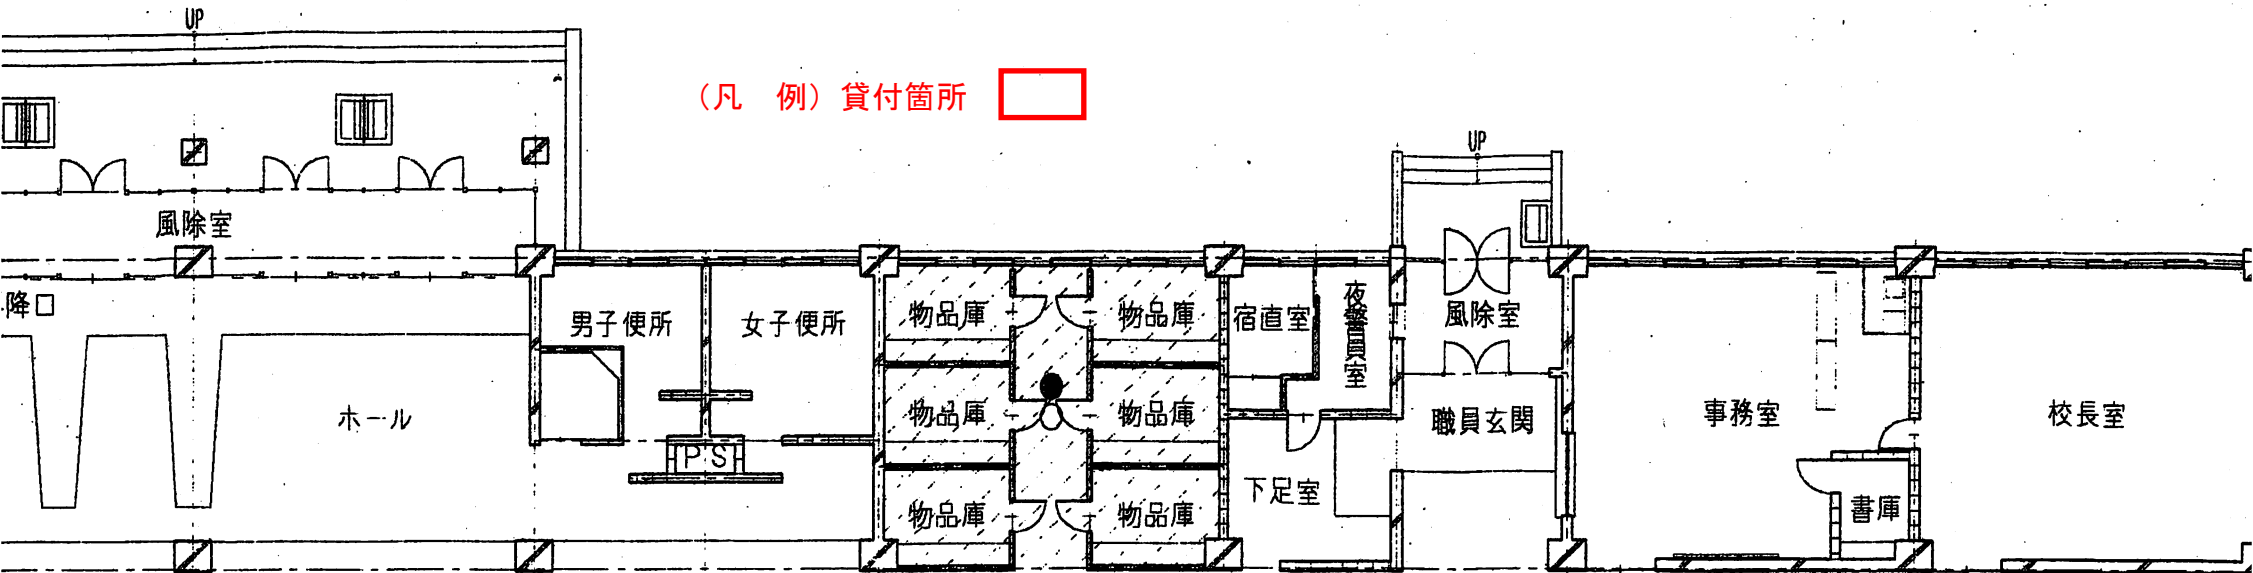 UP
(凡 例) 貸付箇所
UP
風除室
降口
男子便所
女子便所
物品庫
物品庫
宿直室
夜警員室
風除室
ホール
物品庫
物品庫
職員玄関
事務室
校長室
PS
物品庫
物品庫
下足室
書庫